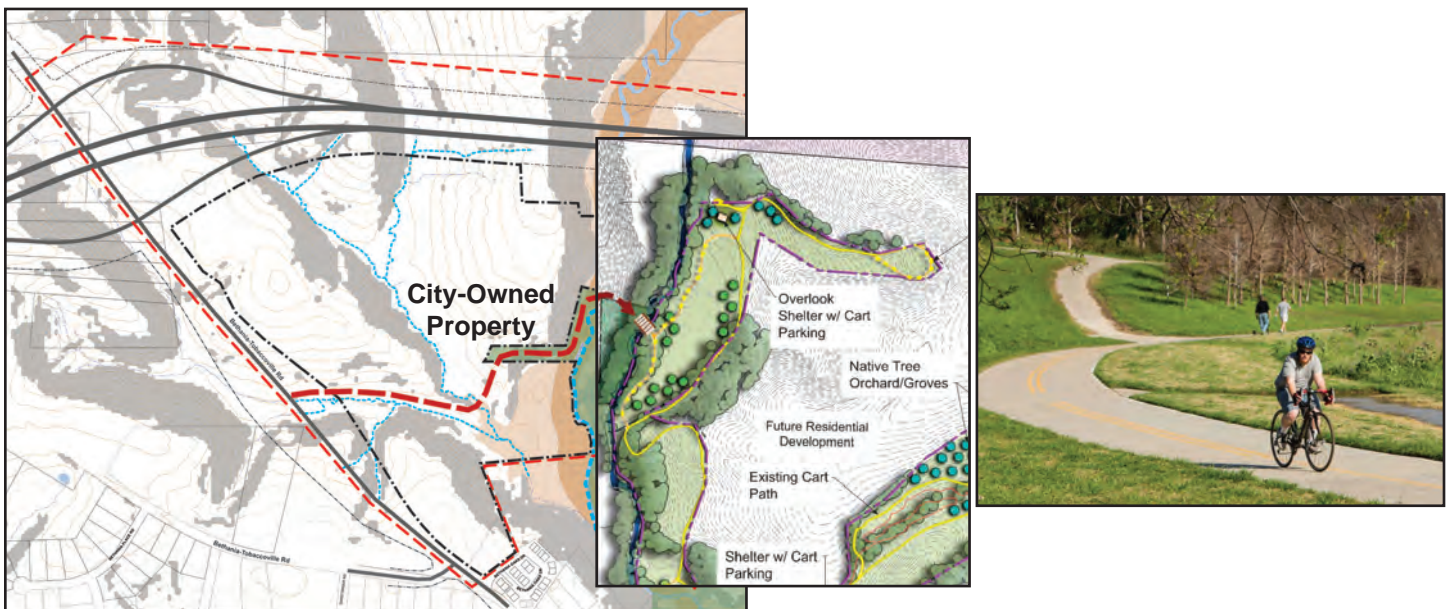 City-Owned
Property
Bethania-Tobaccoville Rd
Bethania-Tobaccoville Rd
Overlook
Shelter w/ Cart
Parking
Native Tree
Orchard/Groves
Future Residential
Development
Existing Cart
Path
Shelter w/ Cart
Parking